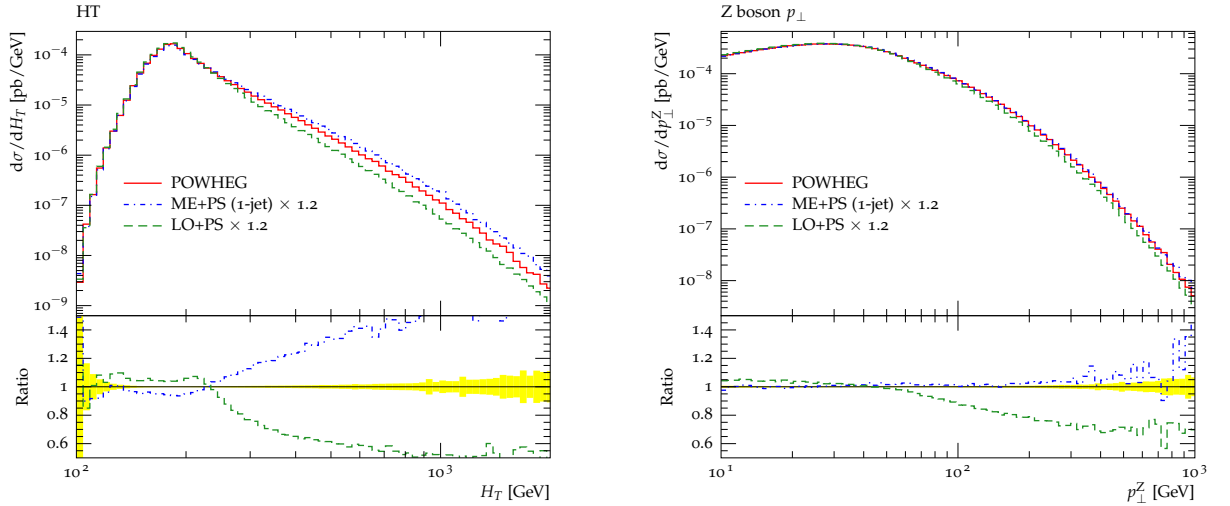 HT
dσ/dH_T [pb/GeV]
10^−4
10^−5
10^−6
10^−7
10^−8
10^−9
POWHEG
ME+PS (1-jet) × 1.2
LO+PS × 1.2
Ratio
1.4
1.2
1
0.8
0.6
10^2
10^3
H_T [GeV]
Z boson p_⊥
dσ/dp_⊥^Z [pb/GeV]
10^−4
10^−5
10^−6
10^−7
10^−8
POWHEG
ME+PS (1-jet) × 1.2
LO+PS × 1.2
Ratio
1.4
1.2
1
0.8
0.6
10^1
10^2
10^3
p_⊥^Z [GeV]